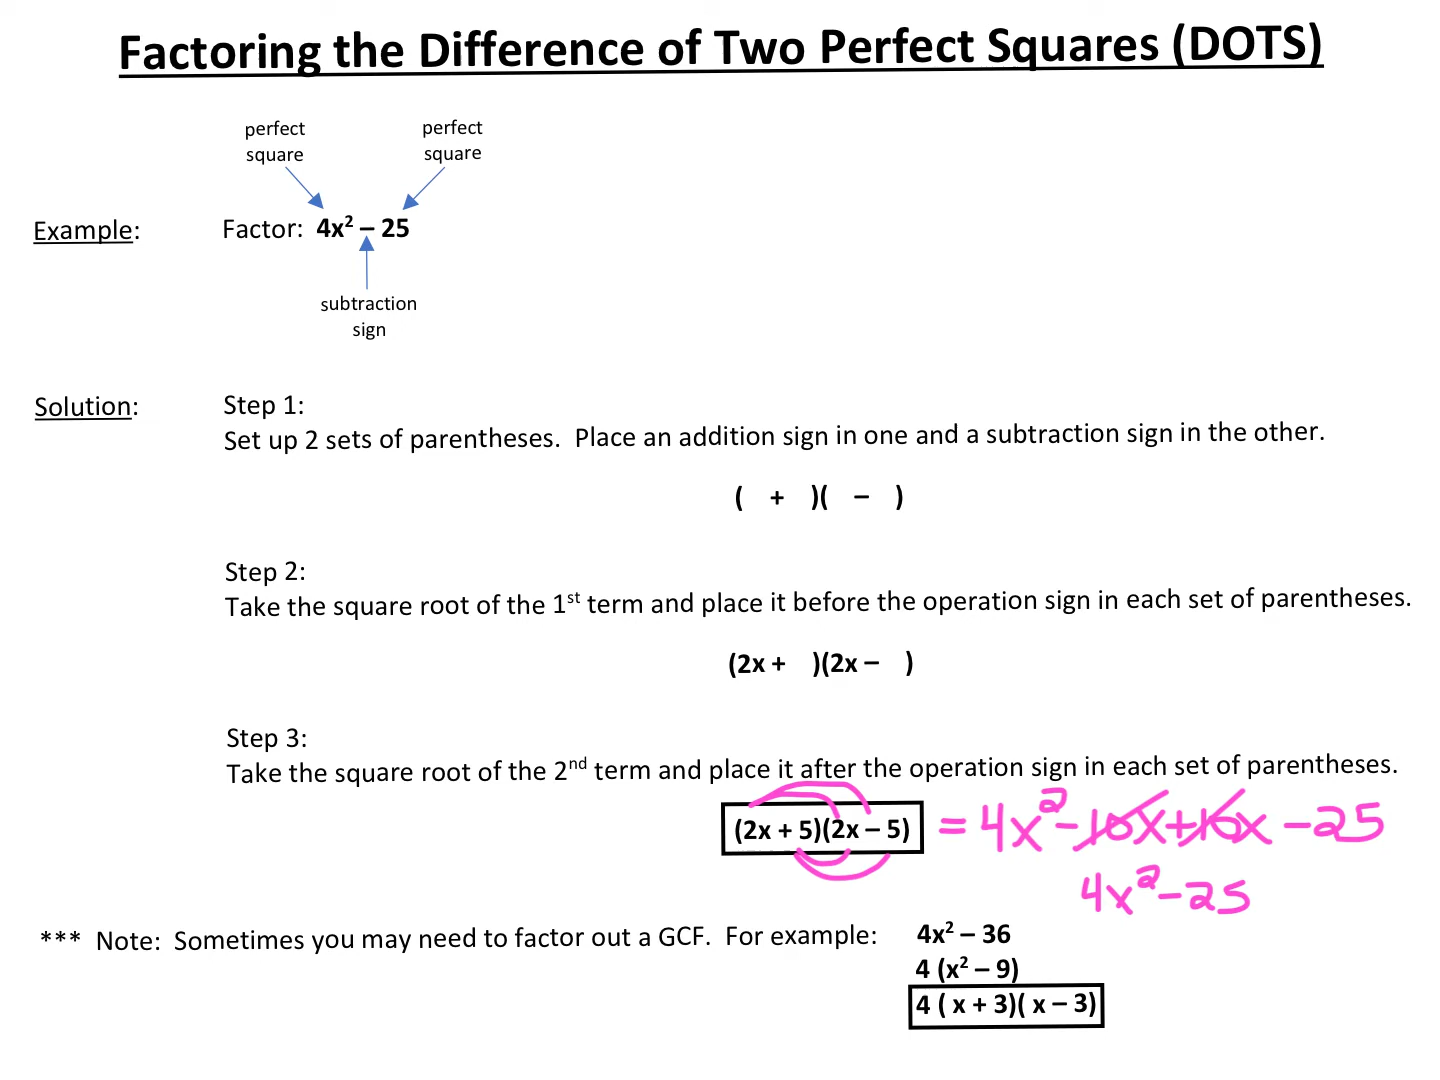 Factoring the Difference of Two Perfect Squares (DOTS)
perfect square
perfect square
Example: Factor: 4x² – 25
subtraction sign
Solution: Step 1:
Set up 2 sets of parentheses. Place an addition sign in one and a subtraction sign in the other.
( + )( – )
Step 2:
Take the square root of the 1st term and place it before the operation sign in each set of parentheses.
(2x + )(2x – )
Step 3:
Take the square root of the 2nd term and place it after the operation sign in each set of parentheses.
(2x + 5)(2x – 5) = 4x² - 10x + 10x - 25
4x² - 25
*** Note: Sometimes you may need to factor out a GCF. For example: 4x² – 36
4 (x² – 9)
4 ( x + 3)( x – 3)